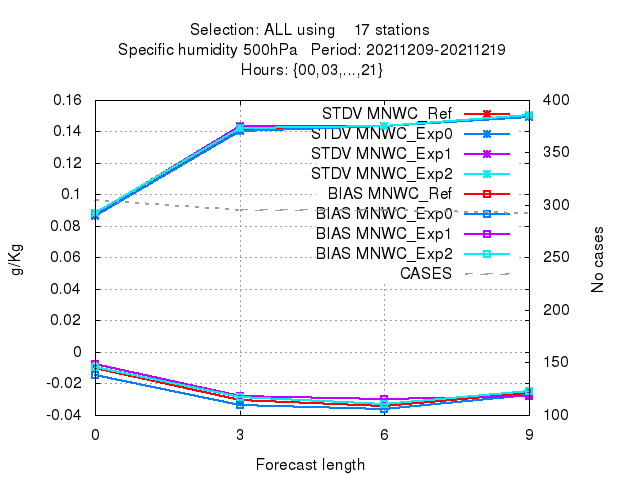 Selection: ALL using    17 stations
Specific humidity 500hPa   Period: 20211209-20211219
Hours: {00,03,...,21}
0.16
0.14
0.12
0.1
0.08
0.06
0.04
0.02
0
-0.02
-0.04
g/Kg
STDV MNWC_Ref
STDV MNWC_Exp0
STDV MNWC_Exp1
STDV MNWC_Exp2
BIAS MNWC_Ref
BIAS MNWC_Exp0
BIAS MNWC_Exp1
BIAS MNWC_Exp2
CASES
400
350
300
250
200
150
100
No cases
0 3 6 9
Forecast length